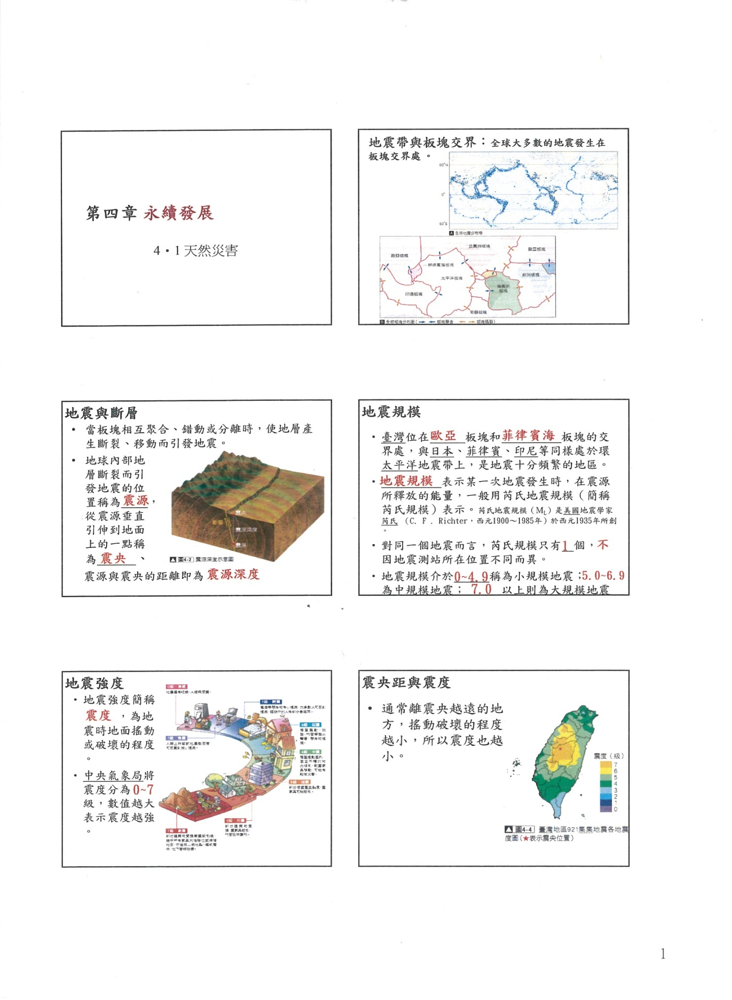 第四章 永續發展
4·1天然災害
地震帶與板塊交界：全球大多數的地震發生在
板塊交界處。
60°N
0°
60°S
A 全球地震分布帶
歐亞板塊
北美洲板塊
歐亞板塊
菲律賓海板塊
太平洋板塊
非洲板塊
印澳板塊
南美洲
板塊
南極板塊
B 全球板塊分布圖(→ ←板塊聚合 ← →板塊張裂)
地震與斷層
• 當板塊相互聚合、錯動或分離時，使地層產
生斷裂、移動而引發地震。
• 地球內部地
層斷裂而引
發地震的位
置稱為震源，
從震源垂直
引伸到地面
上的一點稱
為 震央 、
震源與震央的距離即為 震源深度
斷層
震央
震源深度
震源
▲圖4-2 震源深度示意圖
地震規模
• 臺灣位在歐亞 板塊和菲律賓海 板塊的交
界處，與日本、菲律賓、印尼等同樣處於環
太平洋地震帶上，是地震十分頻繁的地區。
• 地震規模 表示某一次地震發生時，在震源
所釋放的能量，一般用芮氏地震規模（簡稱
芮氏規模）表示。芮氏地震規模（ML）是美國地震學家
芮氏 （C. F . Richter，西元1900～1985年）於西元1935年所創
。
• 對同一個地震而言，芮氏規模只有1 個，不
因地震測站所在位置不同而異。
• 地震規模介於0~4.9稱為小規模地震；5.0~6.9
為中規模地震； 7.0 以上則為大規模地震
地震強度
• 地震強度簡稱
震度 ，為地
震時地面搖動
或破壞的程度
。
• 中央氣象局將
震度分為0~7
級，數值越大
表示震度越強
。
0級 無感
地震儀有紀錄，人體無感覺。
1級 微震
2級 輕震
3級 弱震
4級 中震
5級 強震
6級 烈震
7級 劇震
震央距與震度
• 通常離震央越遠的地
方，搖動破壞的程度
越小，所以震度也越
小。
震度（級）
7
6
5
4
3
2
1
0
▲圖4-4 臺灣地區921集集地震各地震
度圖(★表示震央位置)
1